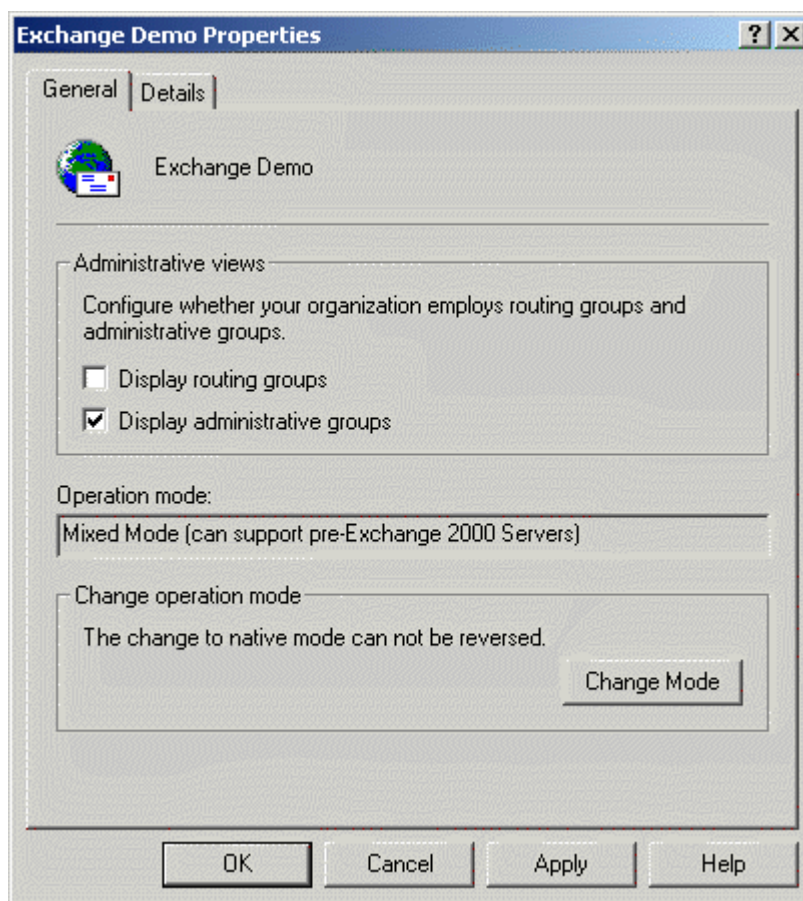 Exchange Demo Properties
General
Details
Exchange Demo
Administrative views
Configure whether your organization employs routing groups and
administrative groups.
Display routing groups
Display administrative groups
Operation mode:
Mixed Mode (can support pre-Exchange 2000 Servers)
Change operation mode
The change to native mode can not be reversed.
Change Mode
OK
Cancel
Apply
Help